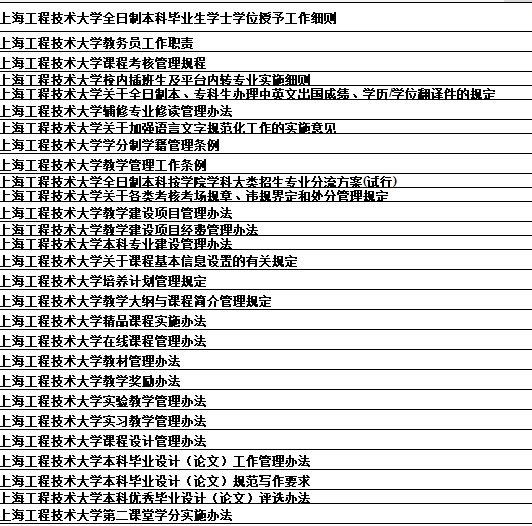 上海工程技术大学全日制本科毕业生学士学位授予工作细则
上海工程技术大学教务员工作职责
上海工程技术大学课程考核管理规程
上海工程技术大学校内插班生及平台内转专业实施细则
上海工程技术大学关于全日制本、专科生办理中英文出国成绩、学历/学位翻译件的规定
上海工程技术大学辅修专业修读管理办法
上海工程技术大学关于加强语言文字规范化工作的实施意见
上海工程技术大学学分制学籍管理条例
上海工程技术大学教学管理工作条例
上海工程技术大学全日制本科按学院学科大类招生专业分流方案(试行)
上海工程技术大学关于各类考核考场规章、违规界定和处分管理规定
上海工程技术大学教学建设项目管理办法
上海工程技术大学教学建设项目经费管理办法
上海工程技术大学本科专业建设管理办法
上海工程技术大学关于课程基本信息设置的有关规定
上海工程技术大学培养计划管理规定
上海工程技术大学教学大纲与课程简介管理规定
上海工程技术大学精品课程实施办法
上海工程技术大学在线课程管理办法
上海工程技术大学教材管理办法
上海工程技术大学教学奖励办法
上海工程技术大学实验教学管理办法
上海工程技术大学实习教学管理办法
上海工程技术大学课程设计管理办法
上海工程技术大学本科毕业设计（论文）工作管理办法
上海工程技术大学本科毕业设计（论文）规范写作要求
上海工程技术大学本科优秀毕业设计（论文）评选办法
上海工程技术大学第二课堂学分实施办法